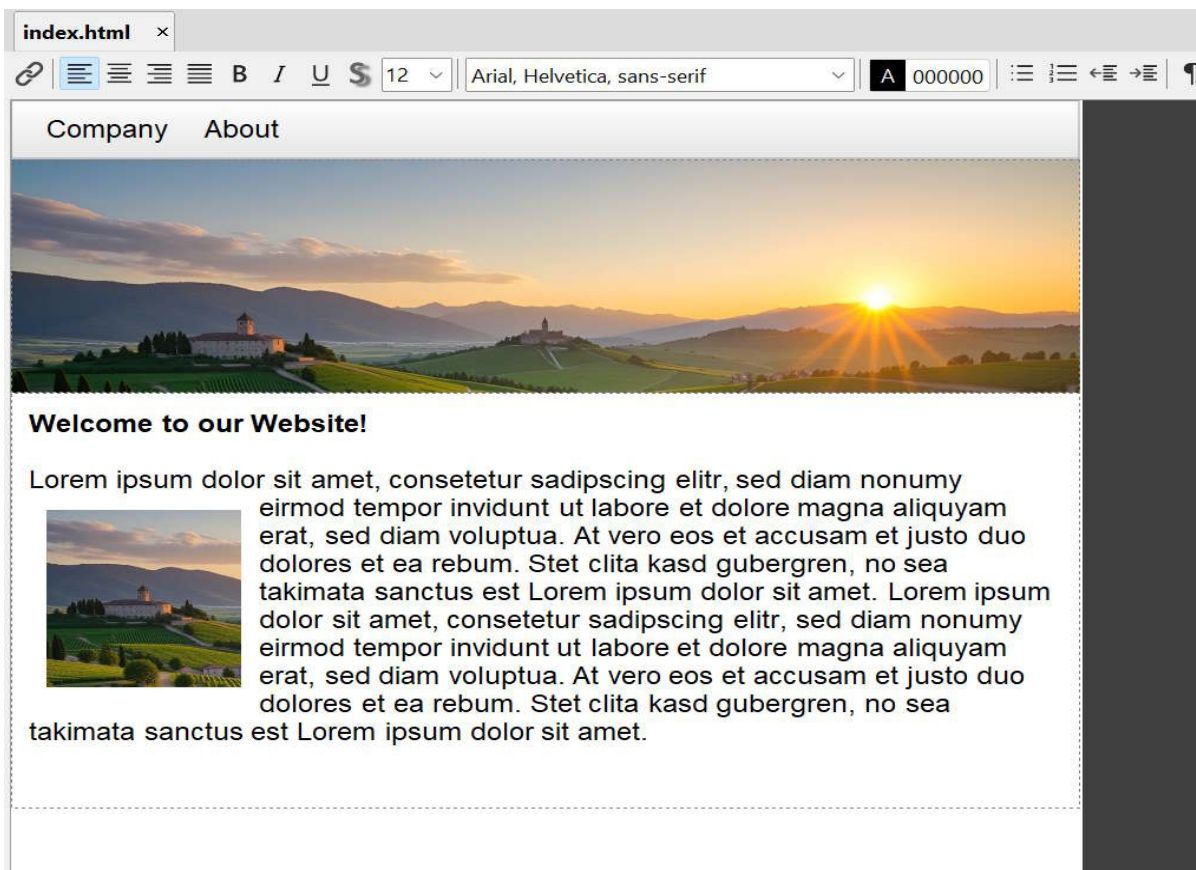 index.html ×
B I U S 12 Arial, Helvetica, sans-serif A 000000
Company About
Welcome to our Website!
Lorem ipsum dolor sit amet, consetetur sadipscing elitr, sed diam nonumy
eirmod tempor invidunt ut labore et dolore magna aliquyam
erat, sed diam voluptua. At vero eos et accusam et justo duo
dolores et ea rebum. Stet clita kasd gubergren, no sea
takimata sanctus est Lorem ipsum dolor sit amet. Lorem ipsum
dolor sit amet, consetetur sadipscing elitr, sed diam nonumy
eirmod tempor invidunt ut labore et dolore magna aliquyam
erat, sed diam voluptua. At vero eos et accusam et justo duo
dolores et ea rebum. Stet clita kasd gubergren, no sea
takimata sanctus est Lorem ipsum dolor sit amet.